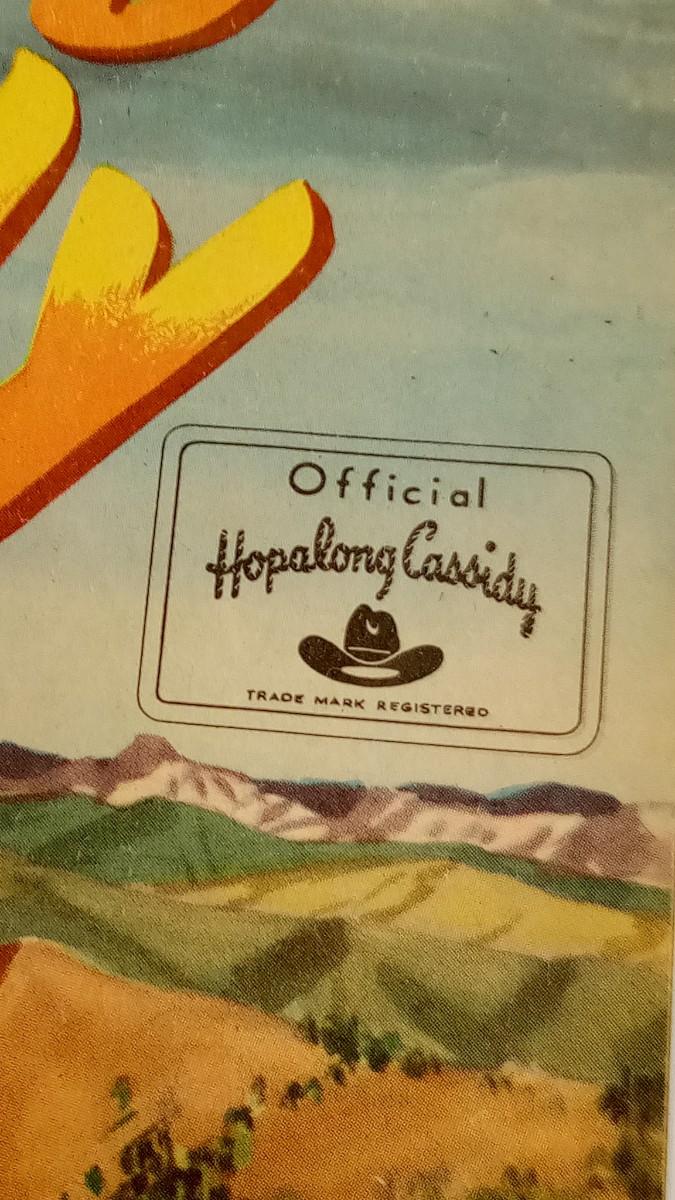 y
Official
Hopalong Cassidy
TRADE MARK REGISTERED